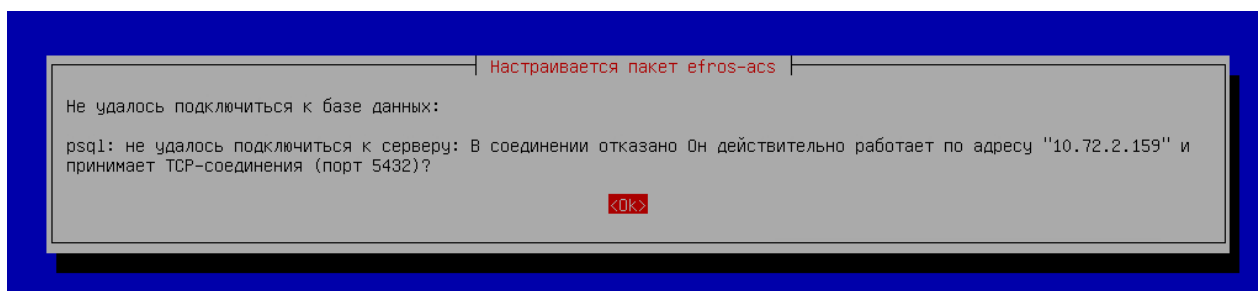 Настраивается пакет efros-acs
Не удалось подключиться к базе данных:
psql: не удалось подключиться к серверу: В соединении отказано Он действительно работает по адресу "10.72.2.159" и
принимает TCP-соединения (порт 5432)?
<Ok>